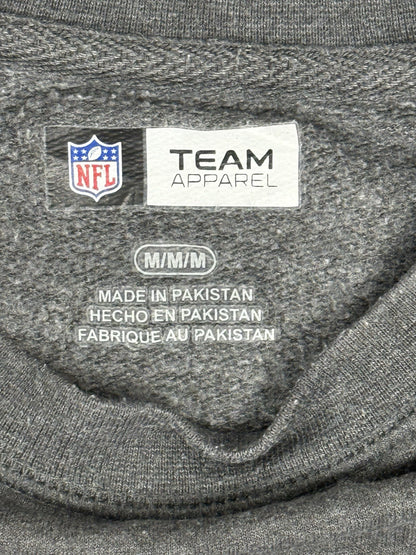 NFL
TEAM
APPAREL
M/M/M
MADE IN PAKISTAN
HECHO EN PAKISTAN
FABRIQUE AU PAKISTAN